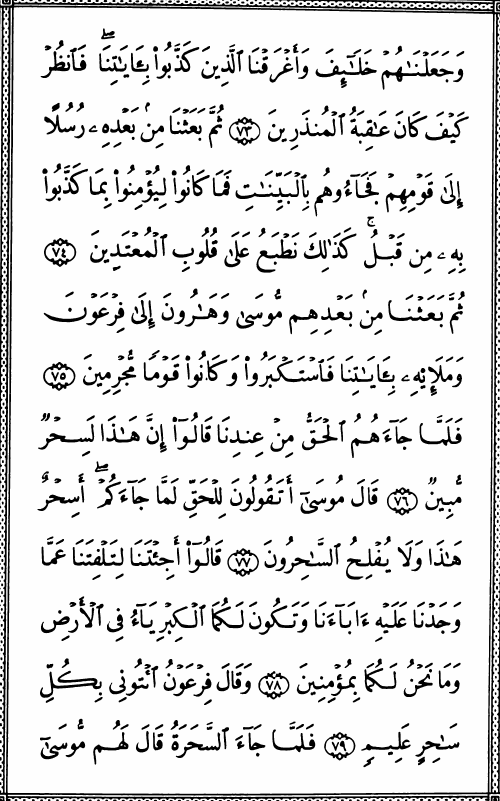 وَجَعَلۡنَٰهُمۡ خَلَٰٓئِفَ وَأَغۡرَقۡنَا ٱلَّذِينَ كَذَّبُواْ بِـَٔايَٰتِنَاۖ فَٱنظُرۡ
كَيۡفَ كَانَ عَٰقِبَةُ ٱلۡمُنذَرِينَ ٧٣ ثُمَّ بَعَثۡنَا مِنۢ بَعۡدِهِۦ رُسُلًا
إِلَىٰ قَوۡمِهِمۡ فَجَآءُوهُم بِٱلۡبَيِّنَٰتِ فَمَا كَانُواْ لِيُؤۡمِنُواْ بِمَا كَذَّبُواْ
بِهِۦ مِن قَبۡلُۚ كَذَٰلِكَ نَطۡبَعُ عَلَىٰ قُلُوبِ ٱلۡمُعۡتَدِينَ ٧٤
ثُمَّ بَعَثۡنَا مِنۢ بَعۡدِهِم مُّوسَىٰ وَهَٰرُونَ إِلَىٰ فِرۡعَوۡنَ
وَمَلَإِيْهِۦ بِـَٔايَٰتِنَا فَٱسۡتَكۡبَرُواْ وَكَانُواْ قَوۡمًا مُّجۡرِمِينَ ٧٥
فَلَمَّا جَآءَهُمُ ٱلۡحَقُّ مِنۡ عِندِنَا قَالُوٓاْ إِنَّ هَٰذَا لَسِحۡرٌ
مُّبِينٌ ٧٦ قَالَ مُوسَىٰٓ أَتَقُولُونَ لِلۡحَقِّ لَمَّا جَآءَكُمۡۖ أَسِحۡرٌ
هَٰذَا وَلَا يُفۡلِحُ ٱلسَّٰحِرُونَ ٧٧ قَالُوٓاْ أَجِئۡتَنَا لِتَلۡفِتَنَا عَمَّا
وَجَدۡنَا عَلَيۡهِ ءَابَآءَنَا وَتَكُونَ لَكُمَا ٱلۡكِبۡرِيَآءُ فِي ٱلۡأَرۡضِ
وَمَا نَحۡنُ لَكُمَا بِمُؤۡمِنِينَ ٧٨ وَقَالَ فِرۡعَوۡنُ ٱئۡتُونِي بِكُلِّ
سَٰحِرٍ عَلِيمٍ ٧٩ فَلَمَّا جَآءَ ٱلسَّحَرَةُ قَالَ لَهُم مُّوسَىٰٓ